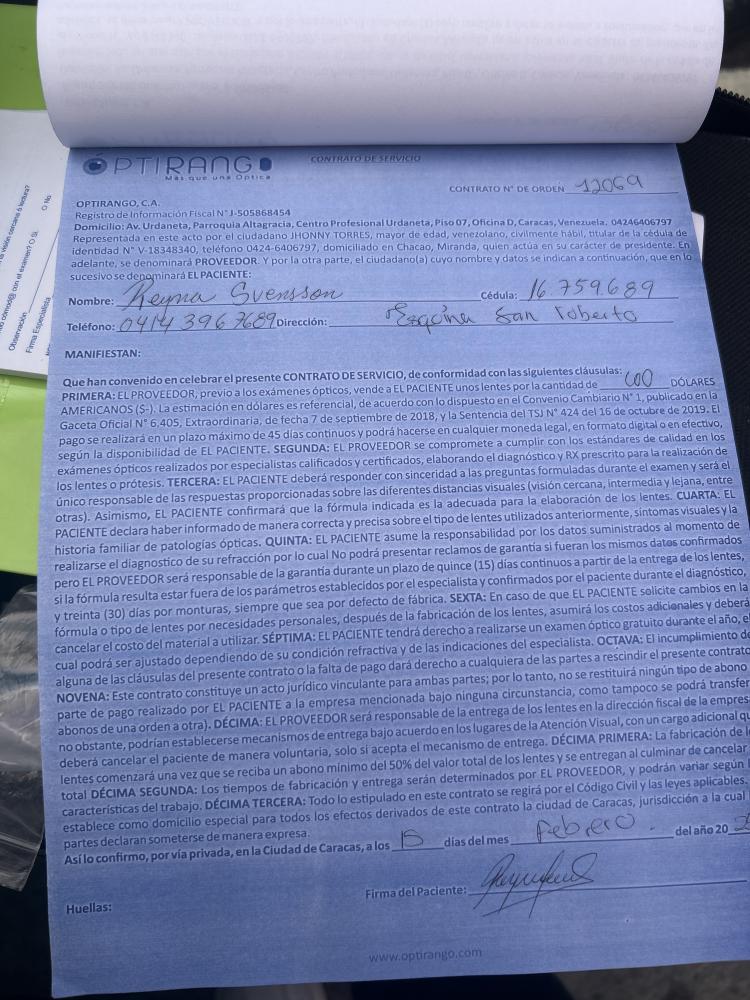 OPTIRANGO
Más que una Optica
CONTRATO DE SERVICIO
CONTRATO N° DE ORDEN 12069
OPTIRANGO, C.A.
Registro de Información Fiscal N° J-505868454
Domicilio: Av. Urdaneta, Parroquia Altagracia, Centro Profesional Urdaneta, Piso 07, Oficina D, Caracas, Venezuela. 04246406797
Representada en este acto por el ciudadano JHONNY TORRES, mayor de edad, venezolano, civilmente hábil, titular de la cédula de
identidad N° V-18348340, teléfono 0424-6406797, domiciliado en Chacao, Miranda, quien actúa en su carácter de presidente. En
adelante, se denominará PROVEEDOR. Y por la otra parte, el ciudadano(a) cuyo nombre y datos se indican a continuación, que en lo
sucesivo se denominará EL PACIENTE:
Nombre: Reyna Svensson Cédula: 16.759.689
Teléfono: 0414 396 7689 Dirección: Esquina San Roberto
MANIFIESTAN:
Que han convenido en celebrar el presente CONTRATO DE SERVICIO, de conformidad con las siguientes cláusulas:
PRIMERA: EL PROVEEDOR, previo a los exámenes ópticos, vende a EL PACIENTE unos lentes por la cantidad de DÓLARES
AMERICANOS ($-). La estimación en dólares es referencial, de acuerdo con lo dispuesto en el Convenio Cambiario N° 1, publicado en la
Gaceta Oficial N° 6.405, Extraordinaria, de fecha 7 de septiembre de 2018, y la Sentencia del TSJ N° 424 del 16 de octubre de 2019. El
pago se realizará en un plazo máximo de 45 días continuos y podrá hacerse en cualquier moneda legal, en formato digital o en efectivo,
según la disponibilidad de EL PACIENTE. SEGUNDA: EL PROVEEDOR se compromete a cumplir con los estándares de calidad en los
exámenes ópticos realizados por especialistas calificados y certificados, elaborando el diagnóstico y RX prescrito para la realización de
los lentes o prótesis. TERCERA: EL PACIENTE deberá responder con sinceridad a las preguntas formuladas durante el examen y será el
único responsable de las respuestas proporcionadas sobre las diferentes distancias visuales (visión cercana, intermedia y lejana, entre
otras). Asimismo, EL PACIENTE confirmará que la fórmula indicada es la adecuada para la elaboración de los lentes. CUARTA: EL
PACIENTE declara haber informado de manera correcta y precisa sobre el tipo de lentes utilizados anteriormente, síntomas visuales y la
historia familiar de patologías ópticas. QUINTA: EL PACIENTE asume la responsabilidad por los datos suministrados al momento de
realizarse el diagnostico de su refracción por lo cual No podrá presentar reclamos de garantía si fueran los mismos datos confirmados
pero EL PROVEEDOR será responsable de la garantía durante un plazo de quince (15) días continuos a partir de la entrega de los lentes,
si la fórmula resulta estar fuera de los parámetros establecidos por el especialista y confirmados por el paciente durante el diagnóstico,
y treinta (30) días por monturas, siempre que sea por defecto de fábrica. SEXTA: En caso de que EL PACIENTE solicite cambios en la
fórmula o tipo de lentes por necesidades personales, después de la fabricación de los lentes, asumirá los costos adicionales y deberá
cancelar el costo del material a utilizar. SÉPTIMA: EL PACIENTE tendrá derecho a realizarse un examen óptico gratuito durante el año, el
cual podrá ser ajustado dependiendo de su condición refractiva y de las indicaciones del especialista. OCTAVA: El incumplimiento de
alguna de las cláusulas del presente contrato o la falta de pago dará derecho a cualquiera de las partes a rescindir el presente contrato
NOVENA: Este contrato constituye un acto jurídico vinculante para ambas partes; por lo tanto, no se restituirá ningún tipo de abono
parte de pago realizado por EL PACIENTE a la empresa mencionada bajo ninguna circunstancia, como tampoco se podrá transfer
abonos de una orden a otra). DÉCIMA: EL PROVEEDOR será responsable de la entrega de los lentes en la dirección fiscal de la empres
no obstante, podrían establecerse mecanismos de entrega bajo acuerdo en los lugares de la Atención Visual, con un cargo adicional qu
deberá cancelar el paciente de manera voluntaria, solo si acepta el mecanismo de entrega. DÉCIMA PRIMERA: La fabricación de l
lentes comenzará una vez que se reciba un abono mínimo del 50% del valor total de los lentes y se entregan al culminar de cancelar
total DÉCIMA SEGUNDA: Los tiempos de fabricación y entrega serán determinados por EL PROVEEDOR, y podrán variar según l
características del trabajo. DÉCIMA TERCERA: Todo lo estipulado en este contrato se regirá por el Código Civil y las leyes aplicables.
establece como domicilio especial para todos los efectos derivados de este contrato la ciudad de Caracas, jurisdicción a la cual
partes declaran someterse de manera expresa.
Así lo confirmo, por vía privada, en la Ciudad de Caracas, a los 15 días del mes Febrero. del año 20 2
Firma del Paciente:
Huellas:
www.optirango.com
Observación
Firma Especialista